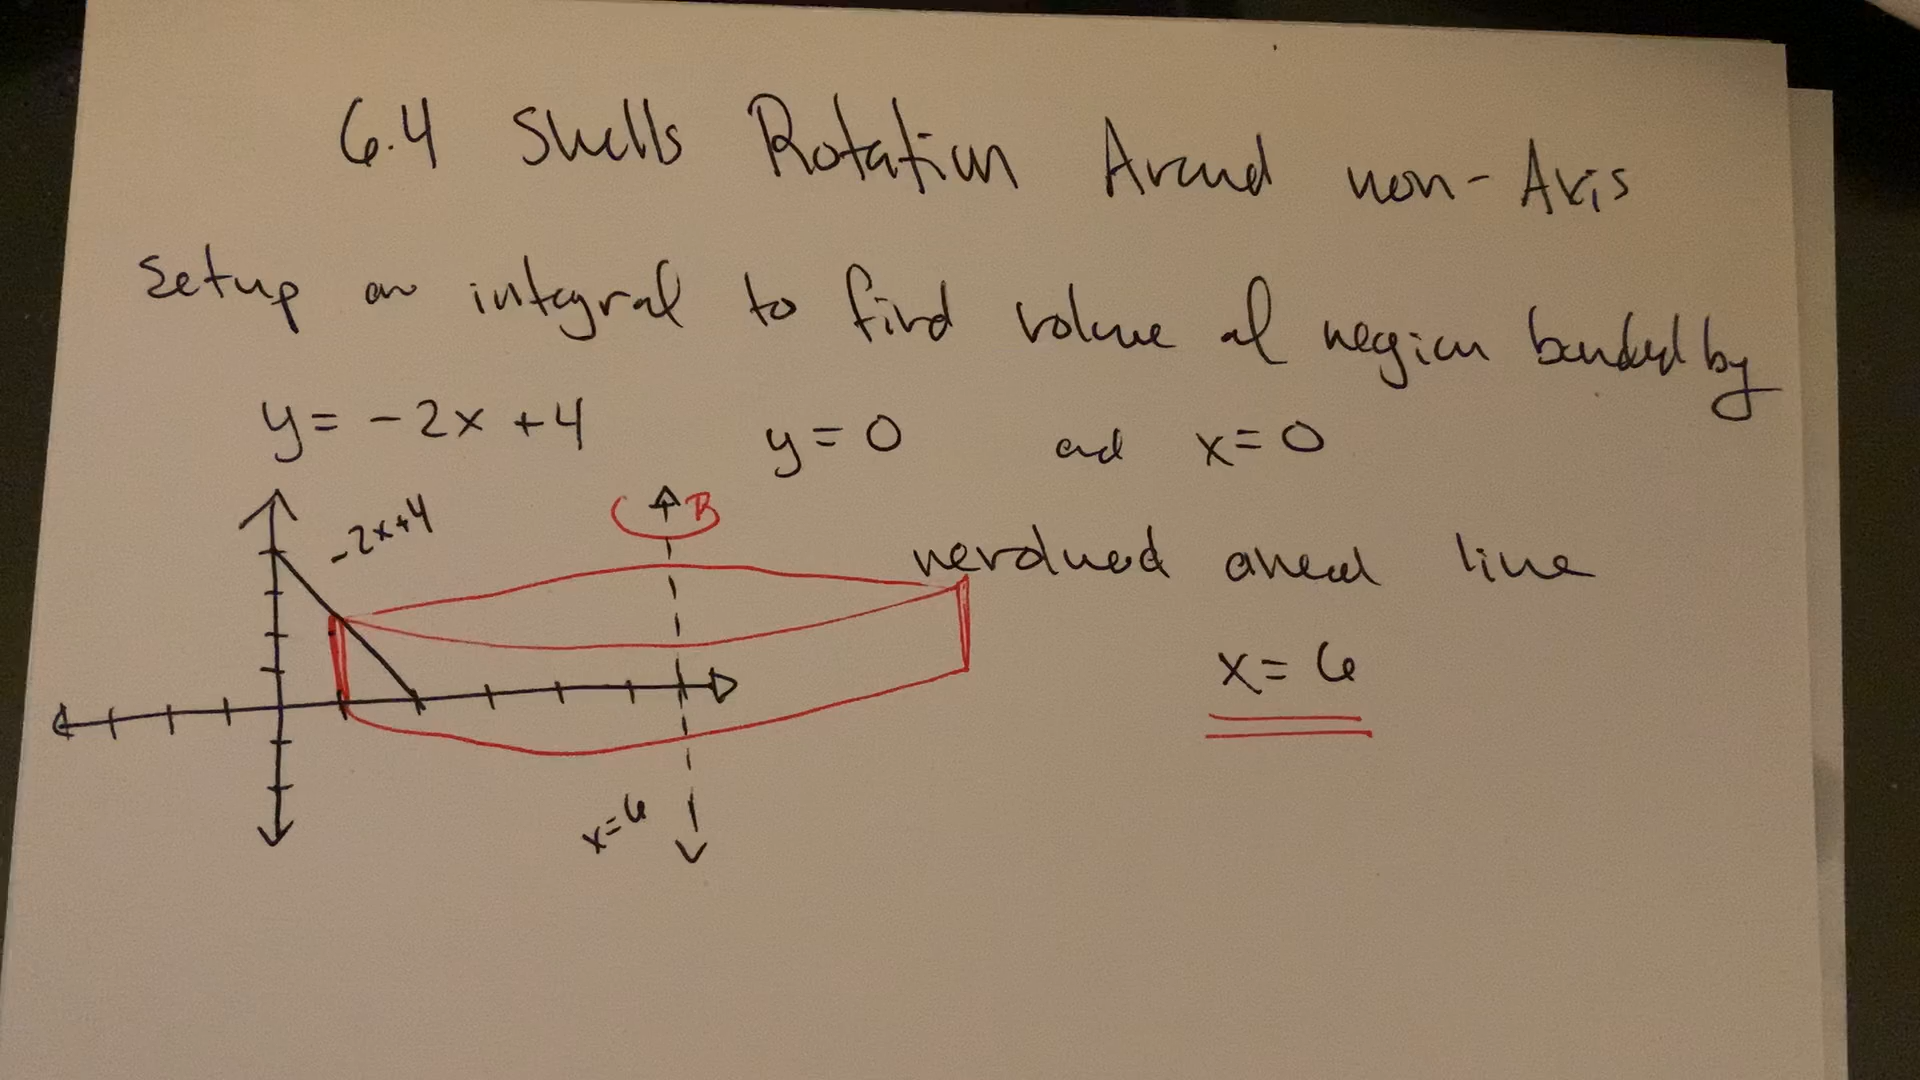 6.4 Shells Rotation Around non-Axis
Setup an integral to find volume of region bounded by
y = -2x + 4 y = 0 and x = 0
-2x+4
revolved around line
x = 6
x=6